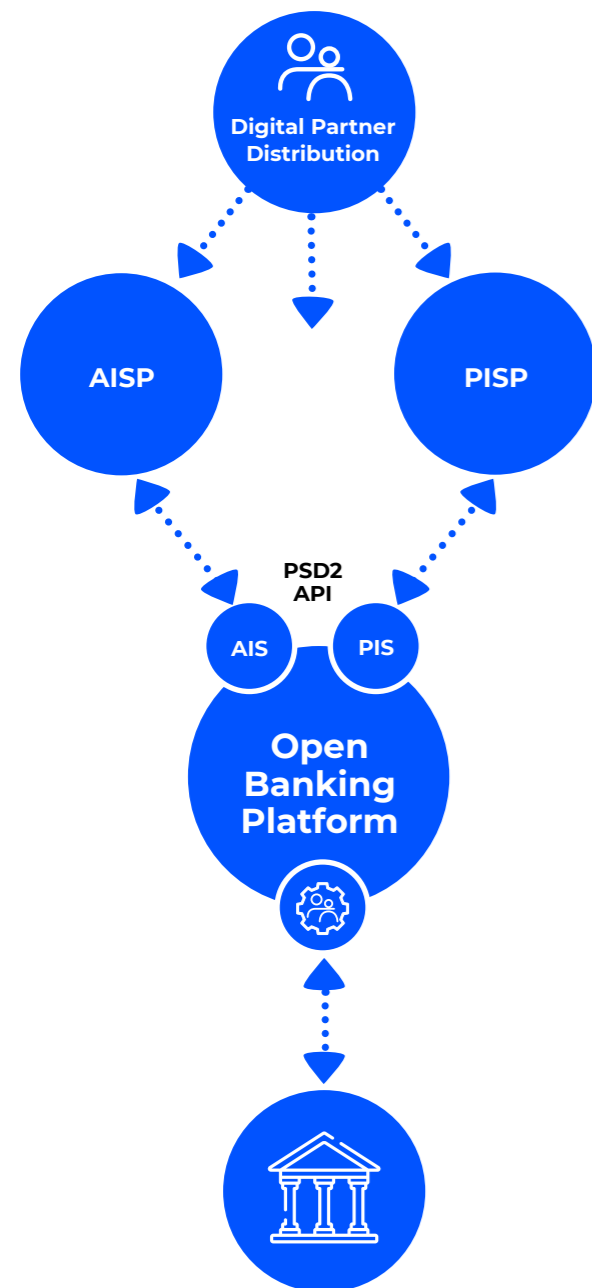 Digital Partner
Distribution
AISP
PISP
PSD2
API
AIS
PIS
Open
Banking
Platform